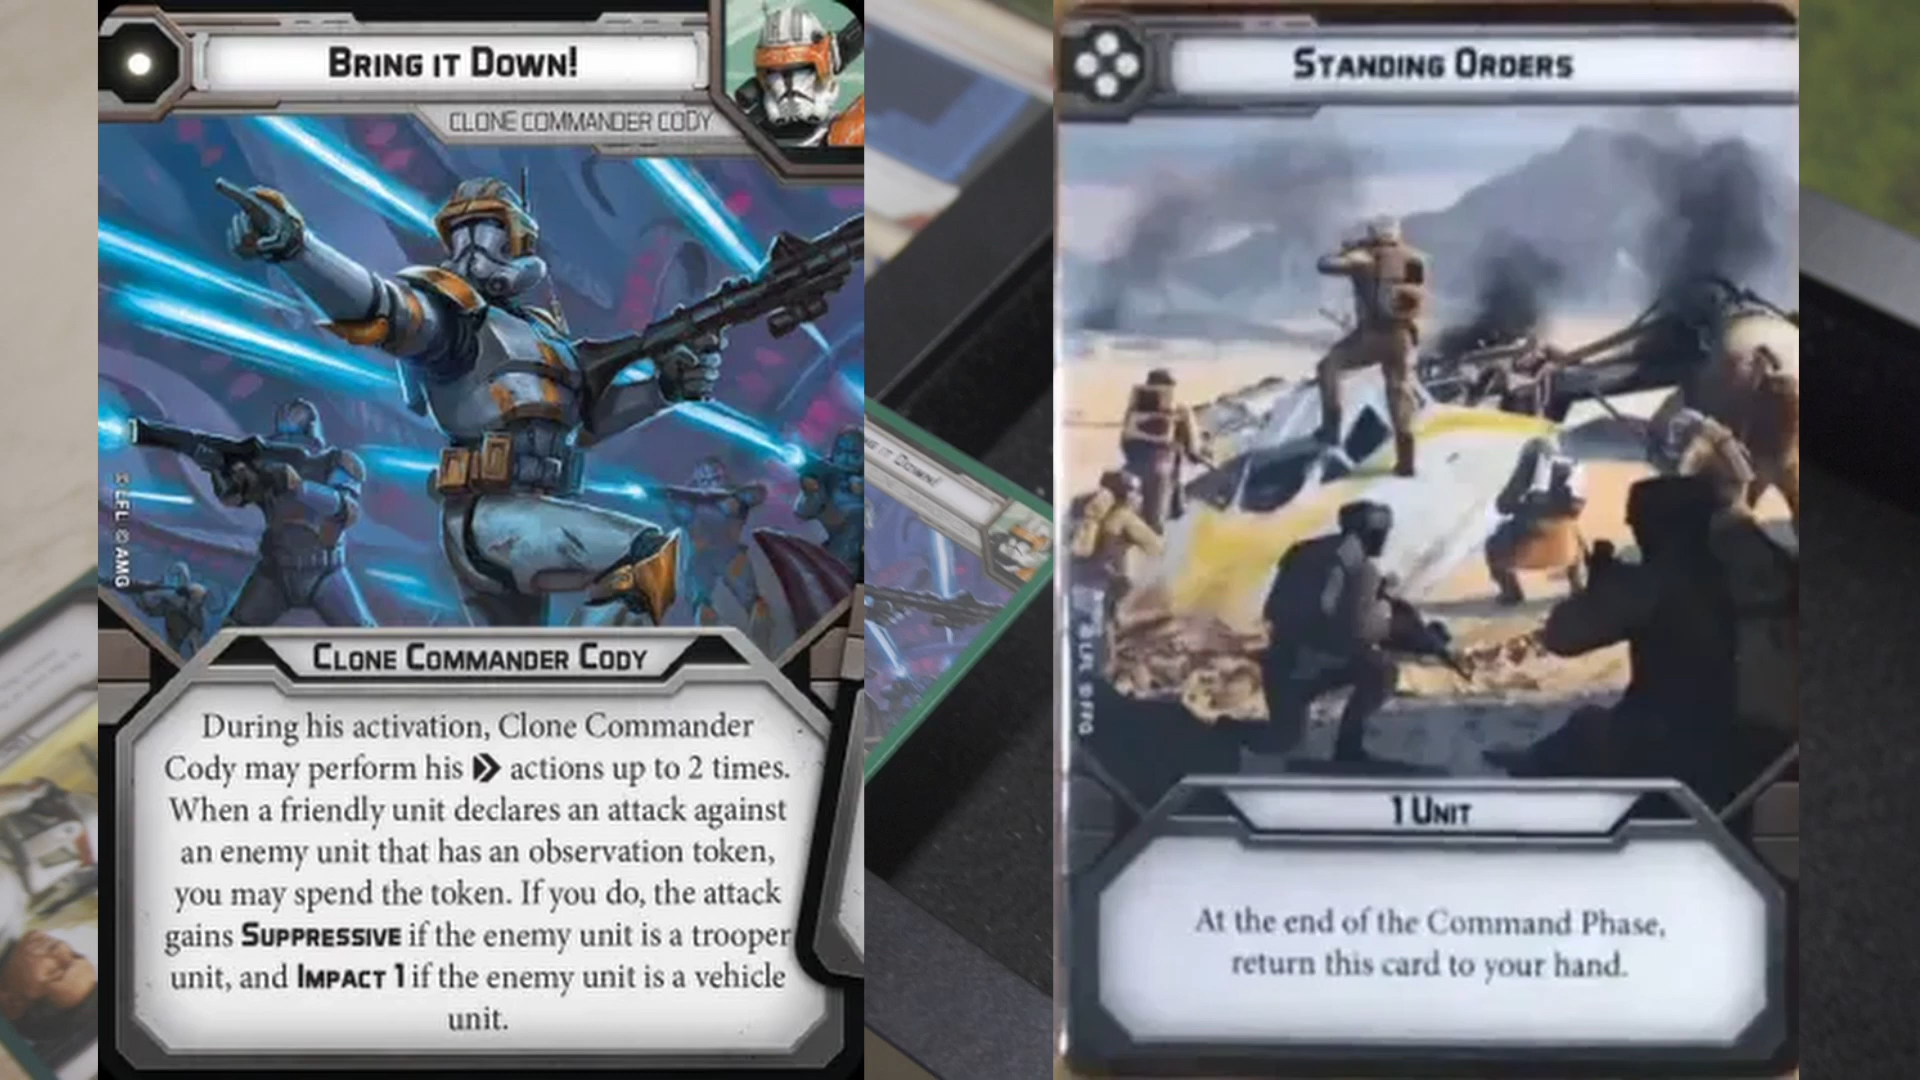 BRING IT DOWN!
CLONE COMMANDER CODY
© LFL © AMG
CLONE COMMANDER CODY
During his activation, Clone Commander
Cody may perform his actions up to 2 times.
When a friendly unit declares an attack against
an enemy unit that has an observation token,
you may spend the token. If you do, the attack
gains SUPPRESSIVE if the enemy unit is a trooper
unit, and IMPACT 1 if the enemy unit is a vehicle
unit.
STANDING ORDERS
© LFL © FFG
1 UNIT
At the end of the Command Phase,
return this card to your hand.